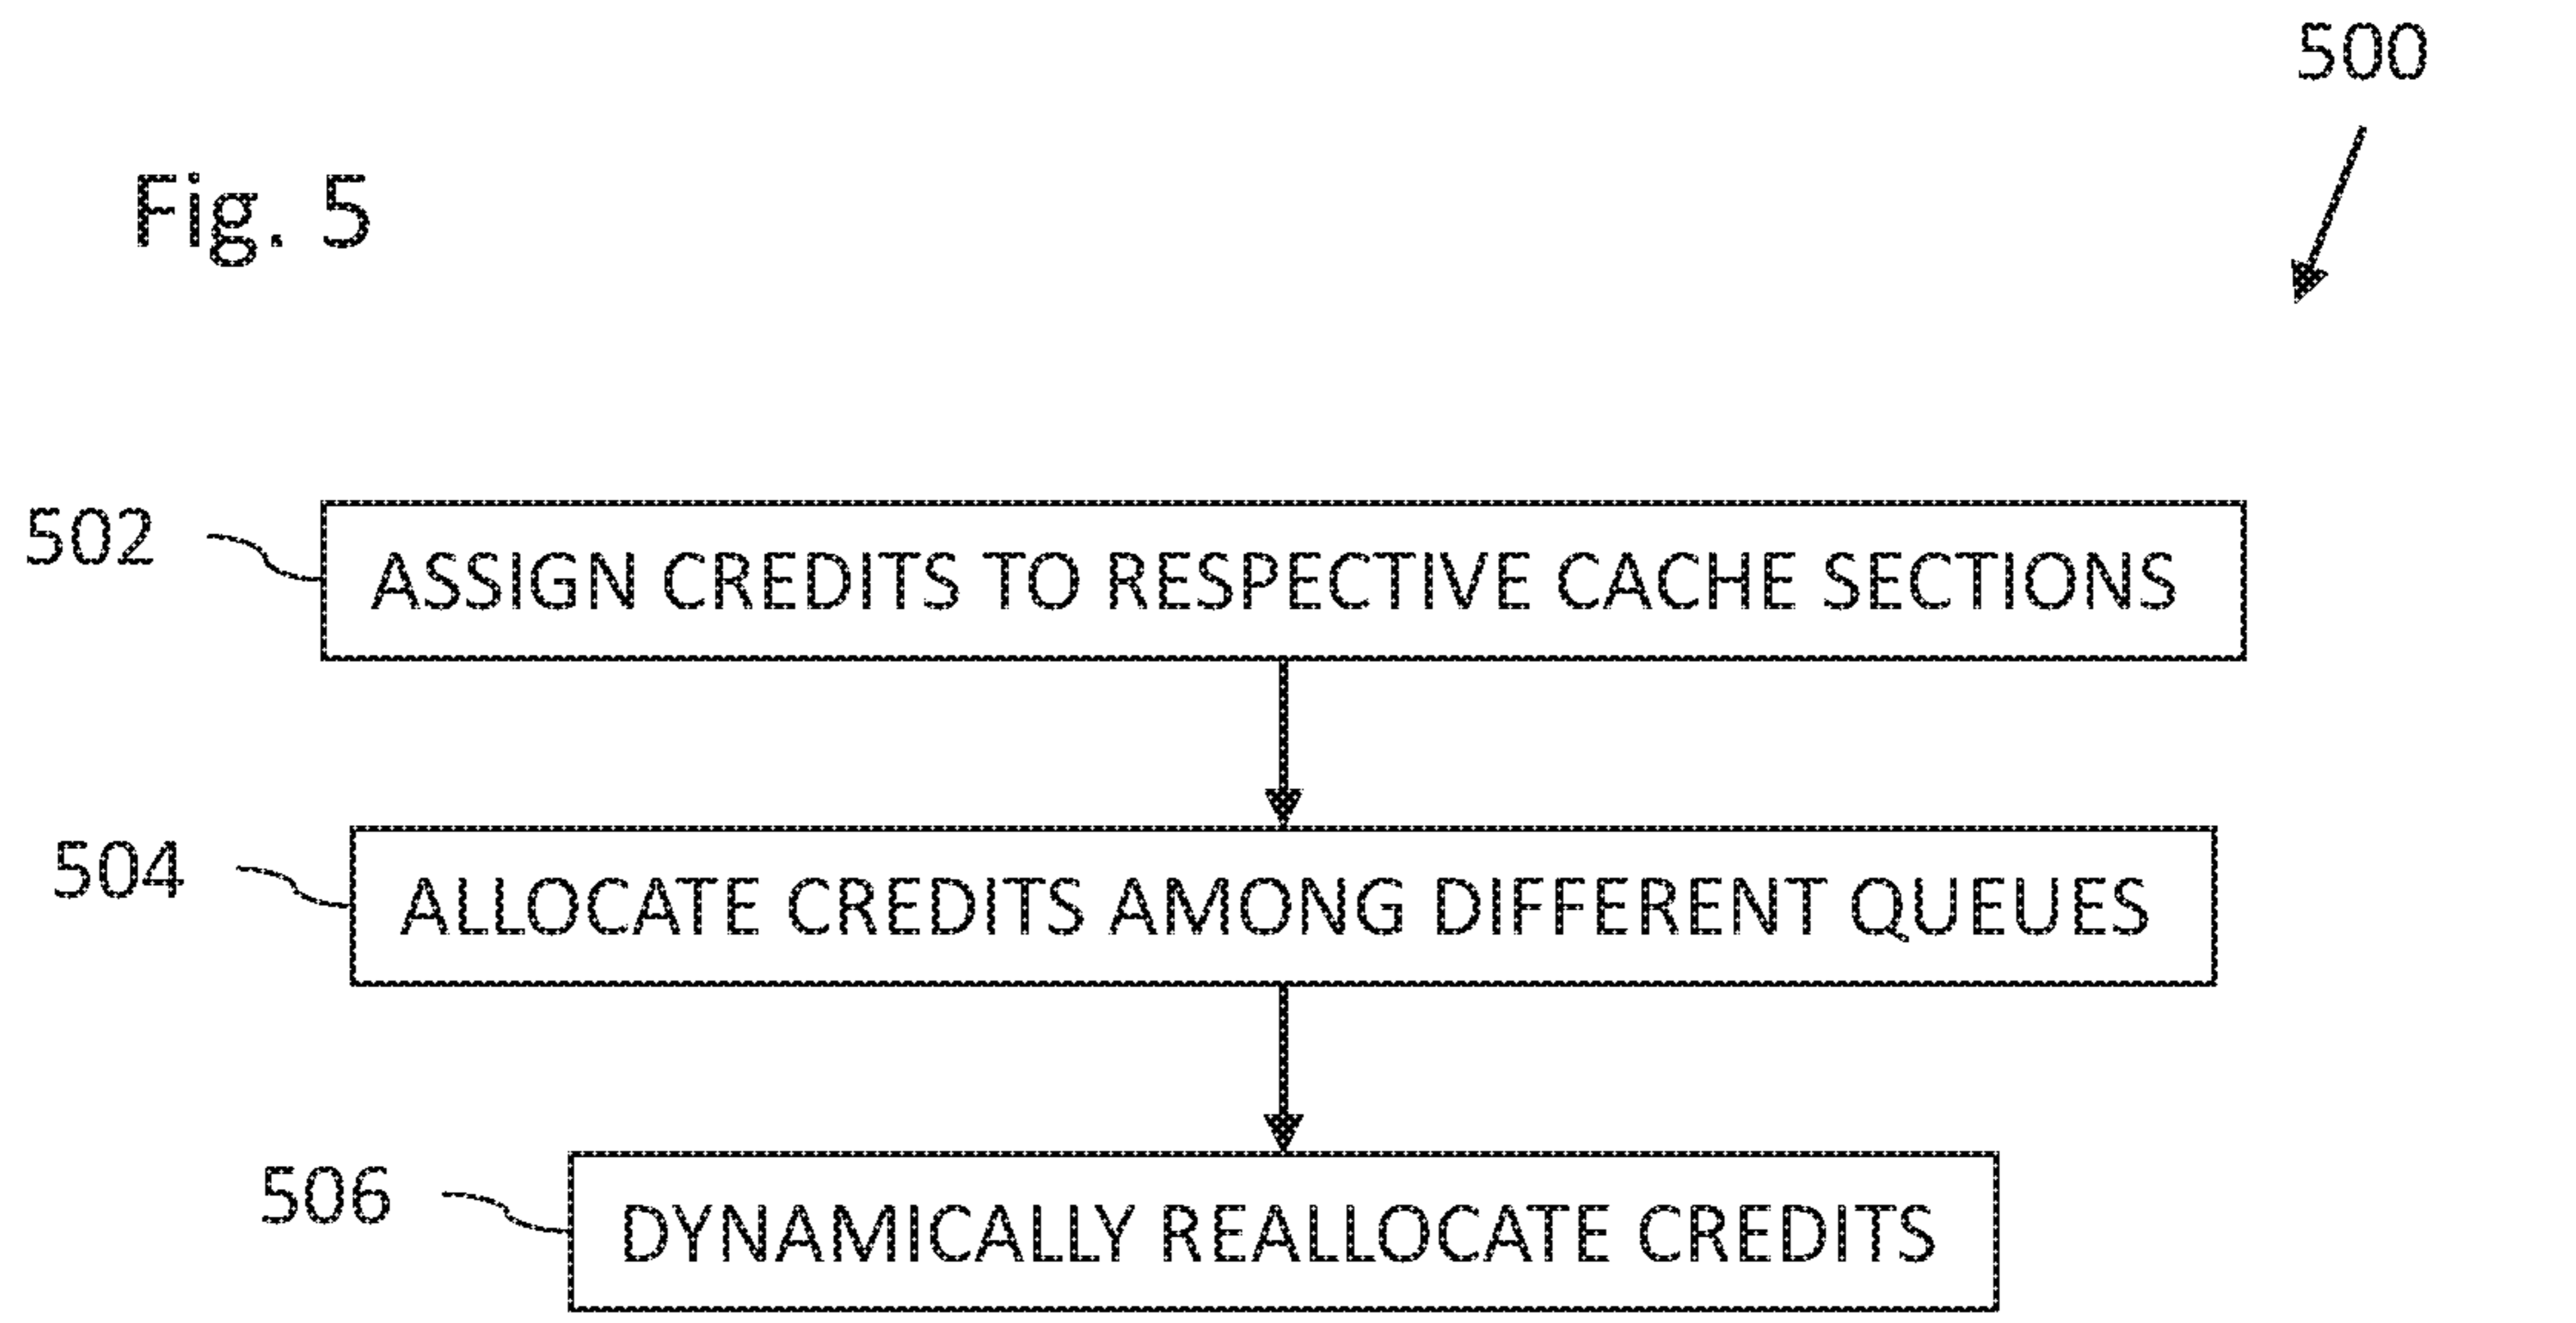 500
Fig. 5
502
ASSIGN CREDITS TO RESPECTIVE CACHE SECTIONS
504
ALLOCATE CREDITS AMONG DIFFERENT QUEUES
506
DYNAMICALLY REALLOCATE CREDITS